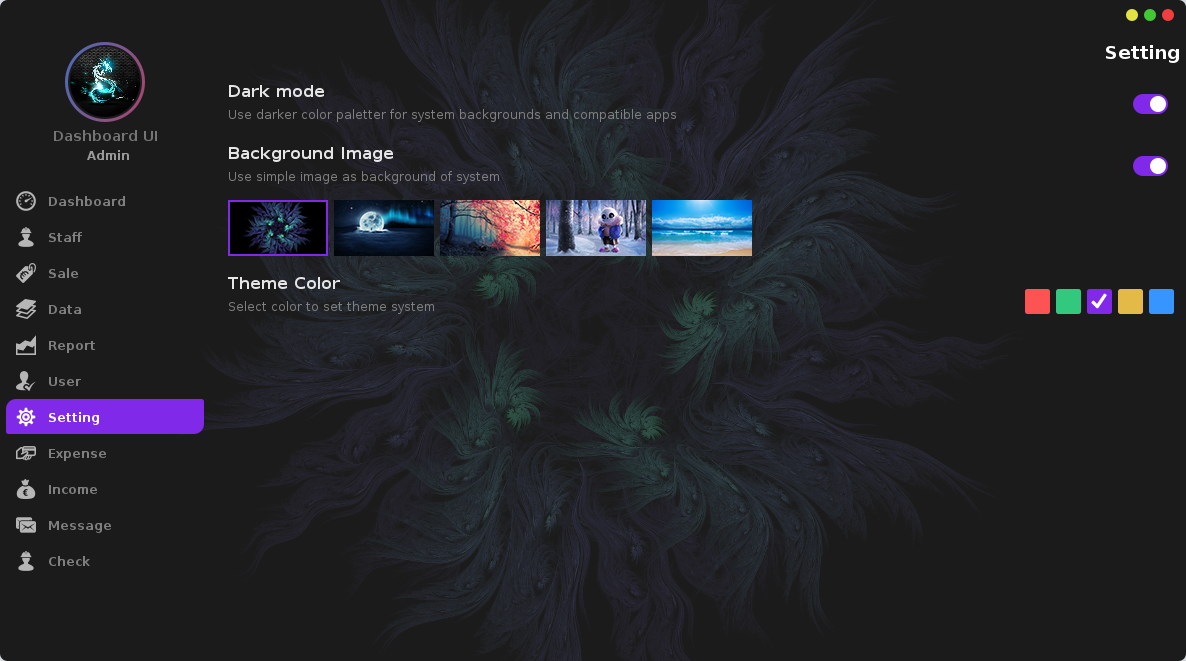 Setting
Dashboard UI
Admin
Dashboard
Staff
Sale
Data
Report
User
Setting
Expense
Income
Message
Check
Dark mode
Use darker color paletter for system backgrounds and compatible apps
Background Image
Use simple image as background of system
Theme Color
Select color to set theme system